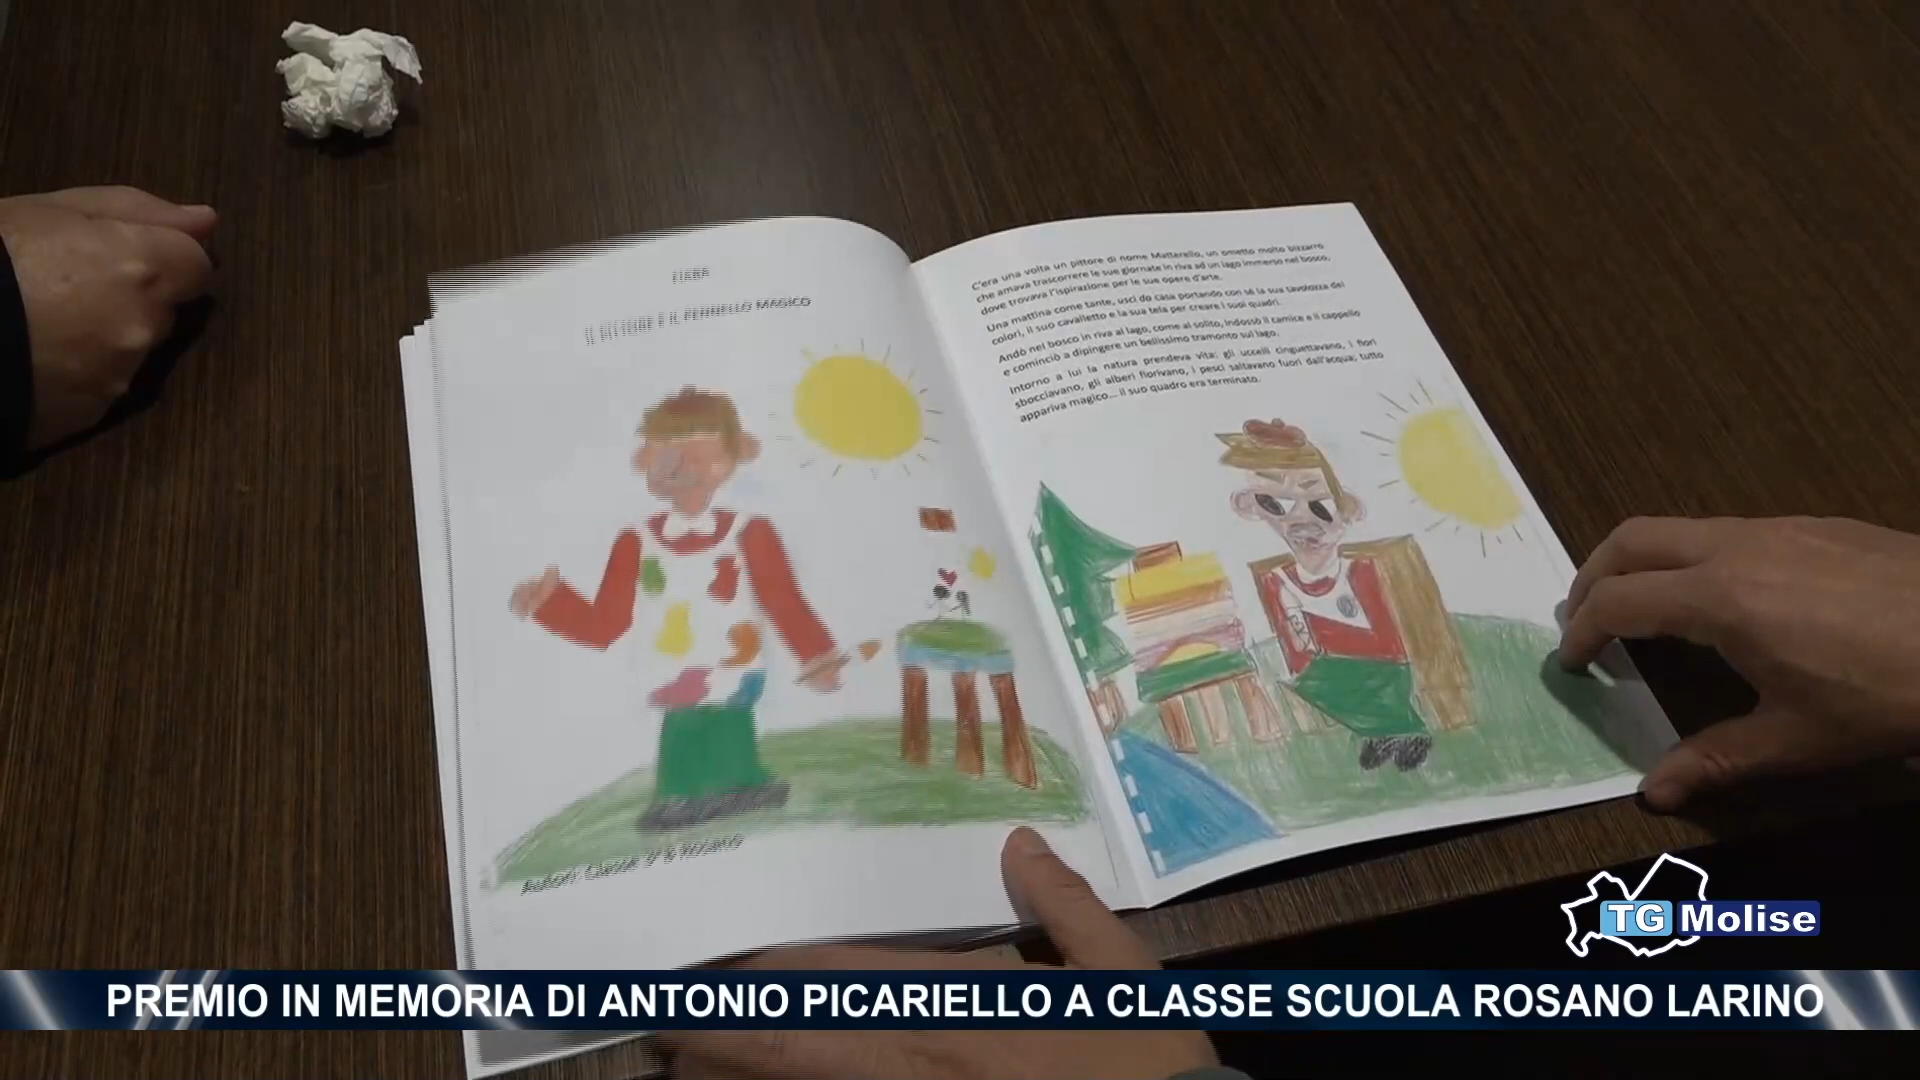 FIABA
IL PITTORE E IL PENNELLO MAGICO
Autori: Classe 5ª B Rosano
C'era una volta un pittore di nome Matterello, un ometto molto bizzarro
che amava trascorrere le sue giornate in riva ad un lago immerso nel bosco,
dove trovava l'ispirazione per le sue opere d'arte.
Una mattina come tante, uscì do casa portando con sé la sua tavolozza dei
colori, il suo cavalletto e la sua tela per creare i suoi quadri.
Andò nel bosco in riva al lago, come al solito, indossò il camice e il cappello
e cominciò a dipingere un bellissimo tramonto sul lago.
Intorno a lui la natura prendeva vita: gli uccelli cinguettavano, i fiori
sbocciavano, gli alberi fiorivano, i pesci saltavano fuori dall'acqua; tutto
appariva magico... il suo quadro era terminato.
TG Molise
PREMIO IN MEMORIA DI ANTONIO PICARIELLO A CLASSE SCUOLA ROSANO LARINO